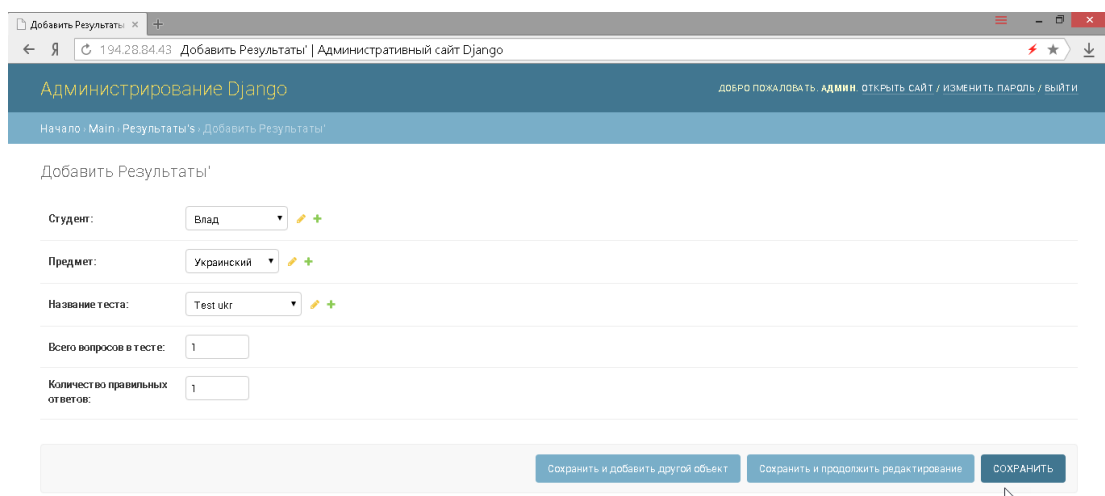 Добавить Результаты
194.28.84.43 Добавить Результаты' | Административный сайт Django
Администрирование Django
ДОБРО ПОЖАЛОВАТЬ, АДМИН. ОТКРЫТЬ САЙТ / ИЗМЕНИТЬ ПАРОЛЬ / ВЫЙТИ
Начало › Main › Результаты's › Добавить Результаты'
Добавить Результаты'
Студент: Влад
Предмет: Украинский
Название теста: Test ukr
Всего вопросов в тесте: 1
Количество правильных
ответов: 1
Сохранить и добавить другой объект Сохранить и продолжить редактирование СОХРАНИТЬ